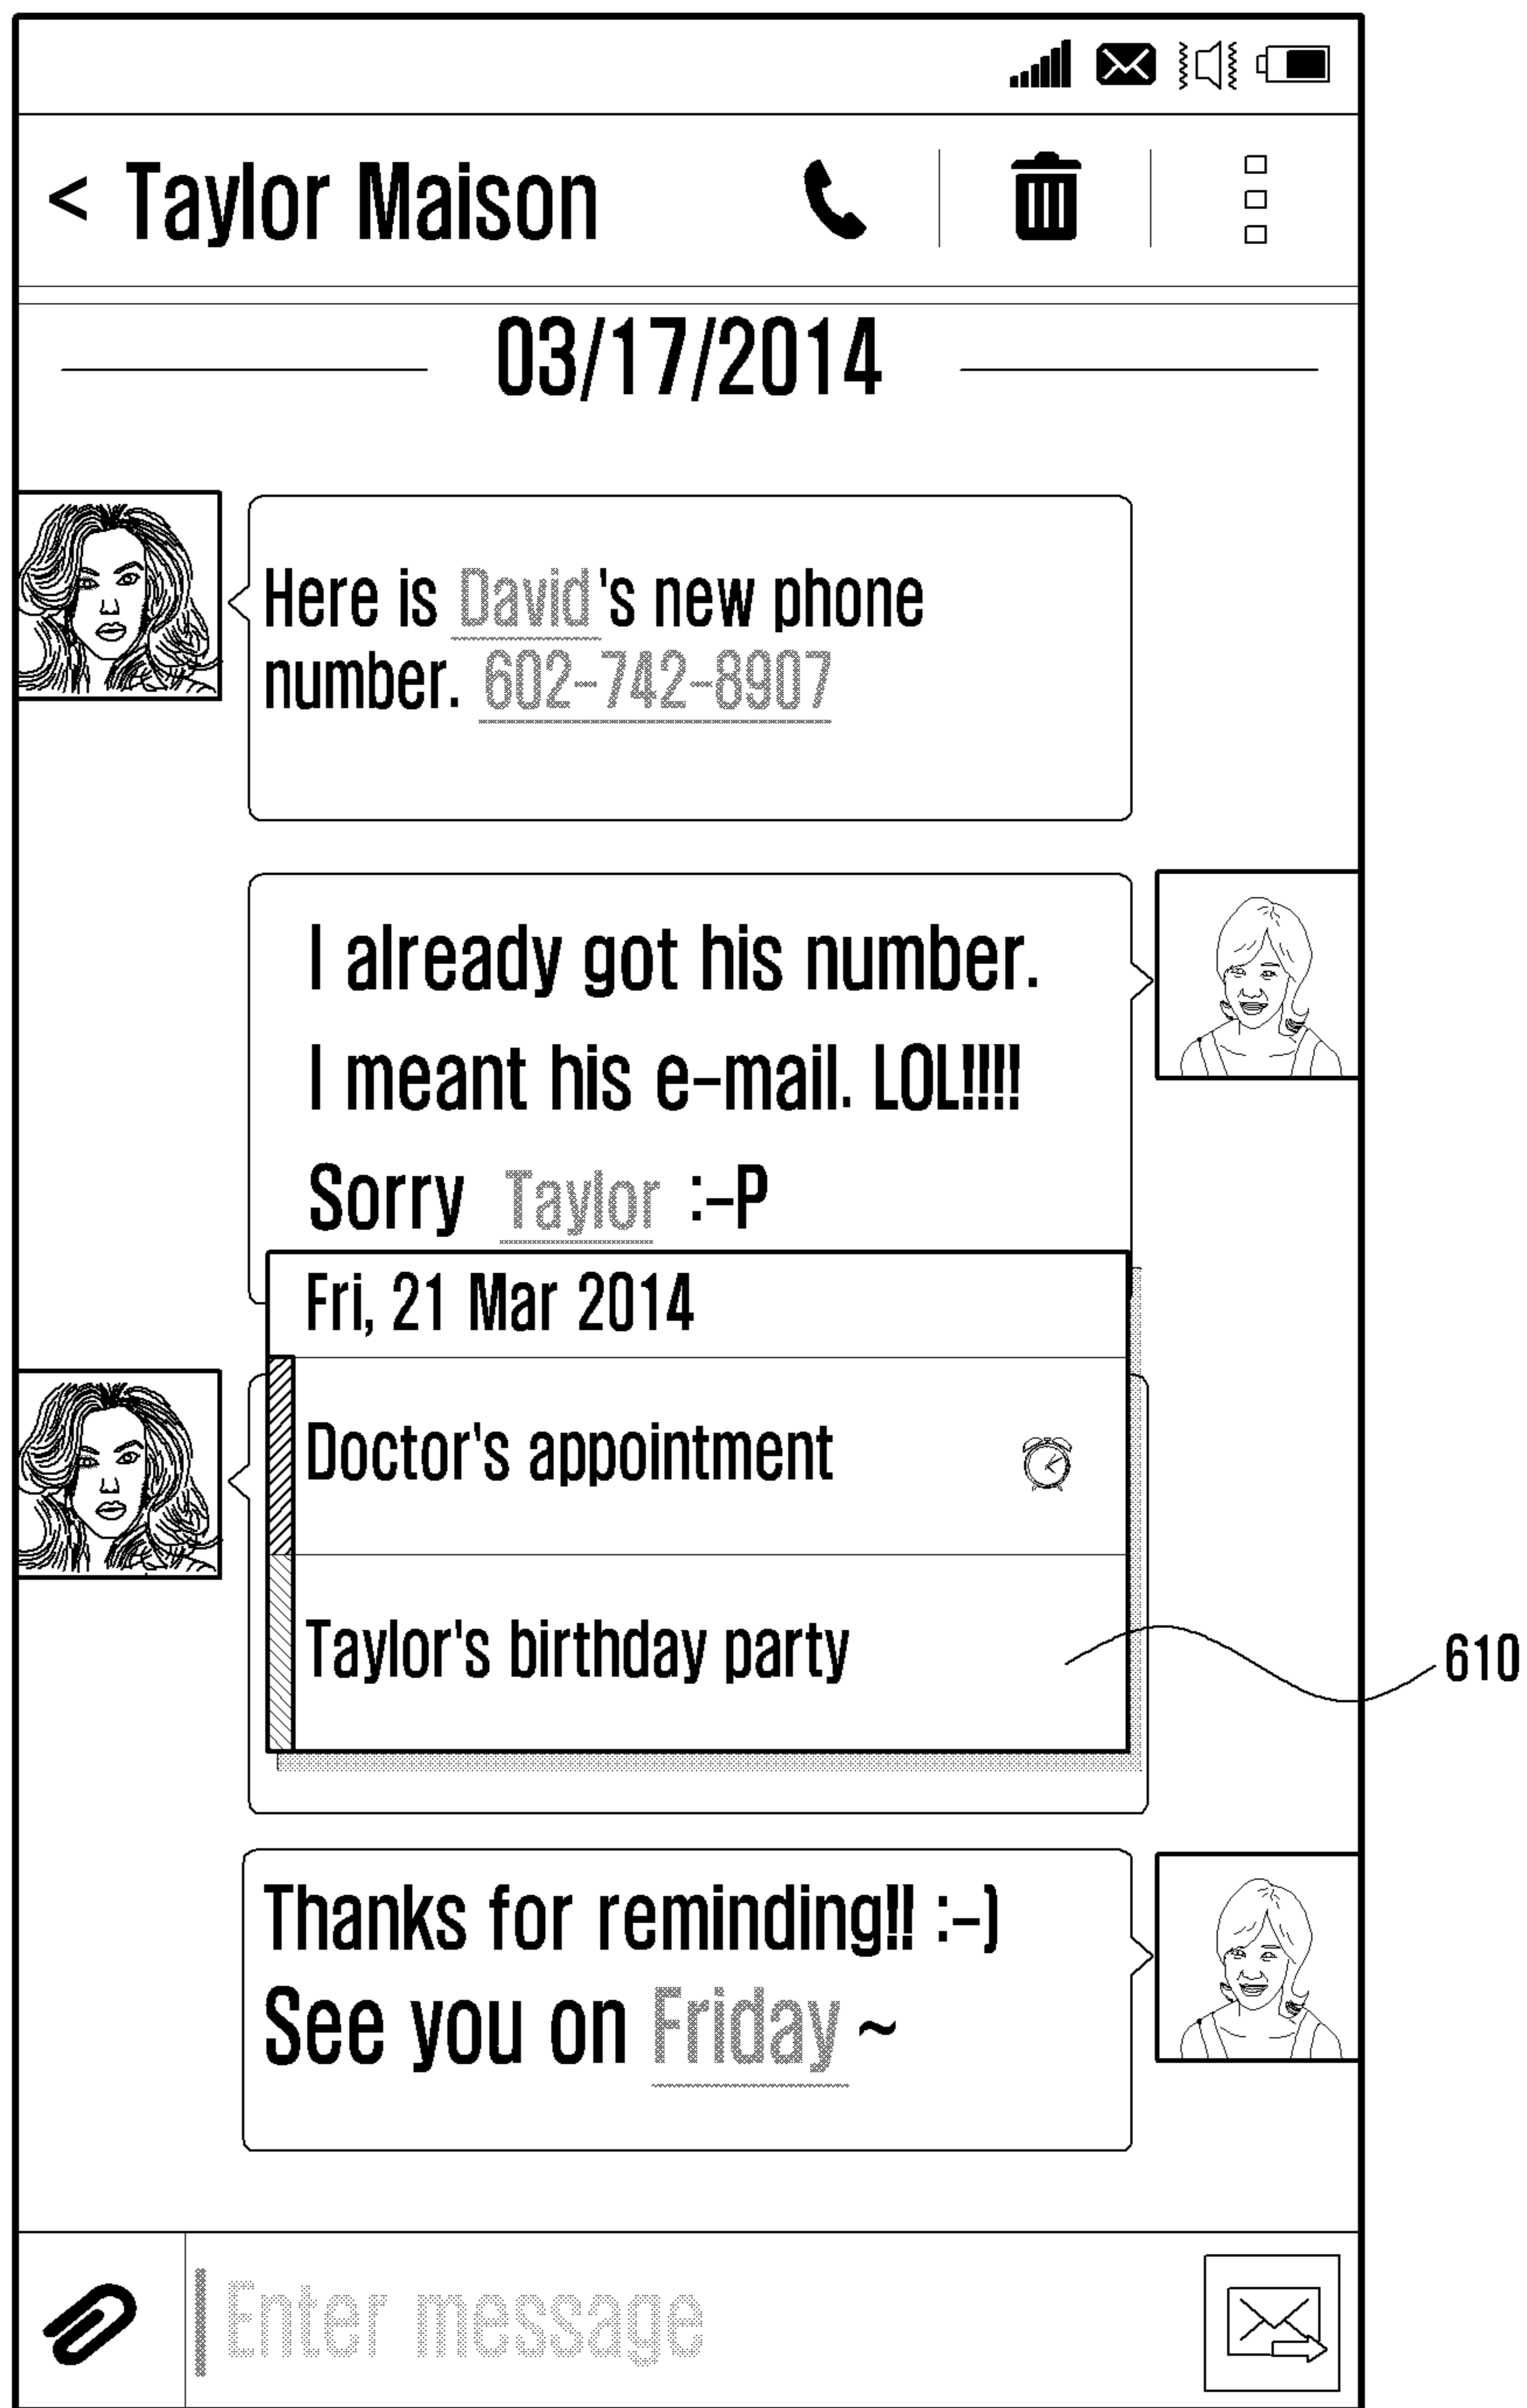 < Taylor Maison
03/17/2014
Here is David's new phone
number. 602-742-8907
I already got his number.
I meant his e-mail. LOL!!!!
Sorry Taylor :-P
Fri, 21 Mar 2014
Doctor's appointment
Taylor's birthday party
610
Thanks for reminding!! :-)
See you on Friday ~
Enter message